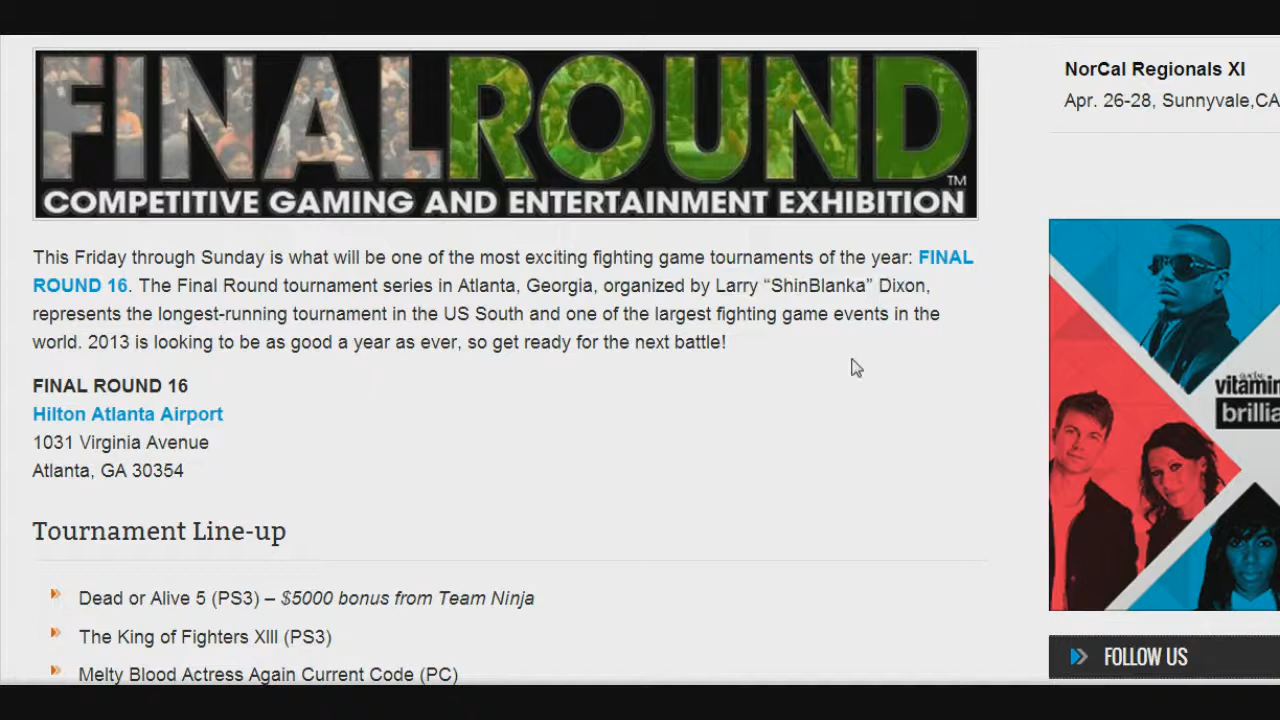 FINALROUND
TM
COMPETITIVE GAMING AND ENTERTAINMENT EXHIBITION
This Friday through Sunday is what will be one of the most exciting fighting game tournaments of the year: FINAL
ROUND 16. The Final Round tournament series in Atlanta, Georgia, organized by Larry “ShinBlanka” Dixon,
represents the longest-running tournament in the US South and one of the largest fighting game events in the
world. 2013 is looking to be as good a year as ever, so get ready for the next battle!
FINAL ROUND 16
Hilton Atlanta Airport
1031 Virginia Avenue
Atlanta, GA 30354
Tournament Line-up
Dead or Alive 5 (PS3) – $5000 bonus from Team Ninja
The King of Fighters XIII (PS3)
Melty Blood Actress Again Current Code (PC)
NorCal Regionals XI
Apr. 26-28, Sunnyvale,CA
vitamin
brillia
FOLLOW US